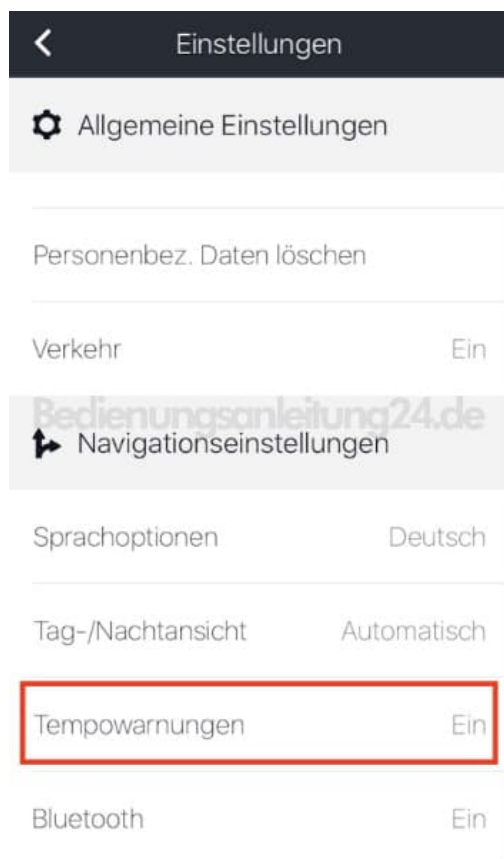 Einstellungen
Allgemeine Einstellungen
Personenbez. Daten löschen
Verkehr Ein
Bedienungsanleitung24.de
Navigationseinstellungen
Sprachoptionen Deutsch
Tag-/Nachtansicht Automatisch
Tempowarnungen Ein
Bluetooth Ein